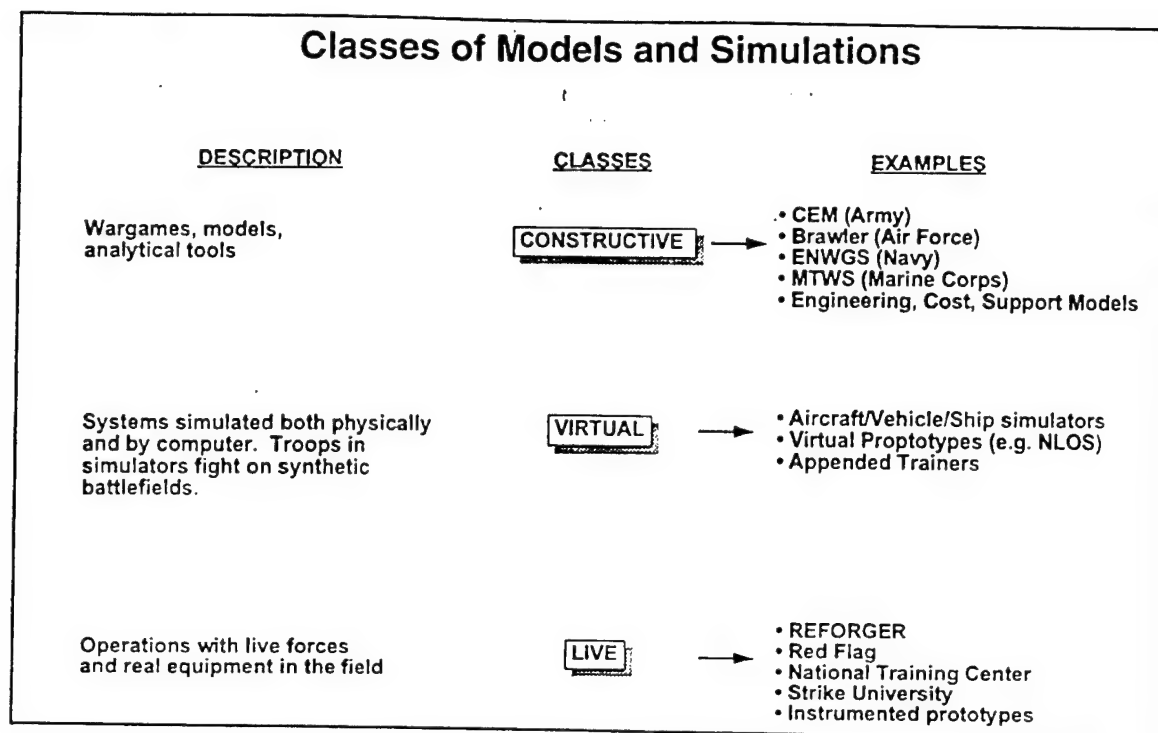 Classes of Models and Simulations
DESCRIPTION
CLASSES
EXAMPLES
Wargames, models,
analytical tools
CONSTRUCTIVE
• CEM (Army)
• Brawler (Air Force)
• ENWGS (Navy)
• MTWS (Marine Corps)
• Engineering, Cost, Support Models
Systems simulated both physically
and by computer. Troops in
simulators fight on synthetic
battlefields.
VIRTUAL
• Aircraft/Vehicle/Ship simulators
• Virtual Proptotypes (e.g. NLOS)
• Appended Trainers
Operations with live forces
and real equipment in the field
LIVE
• REFORGER
• Red Flag
• National Training Center
• Strike University
• Instrumented prototypes